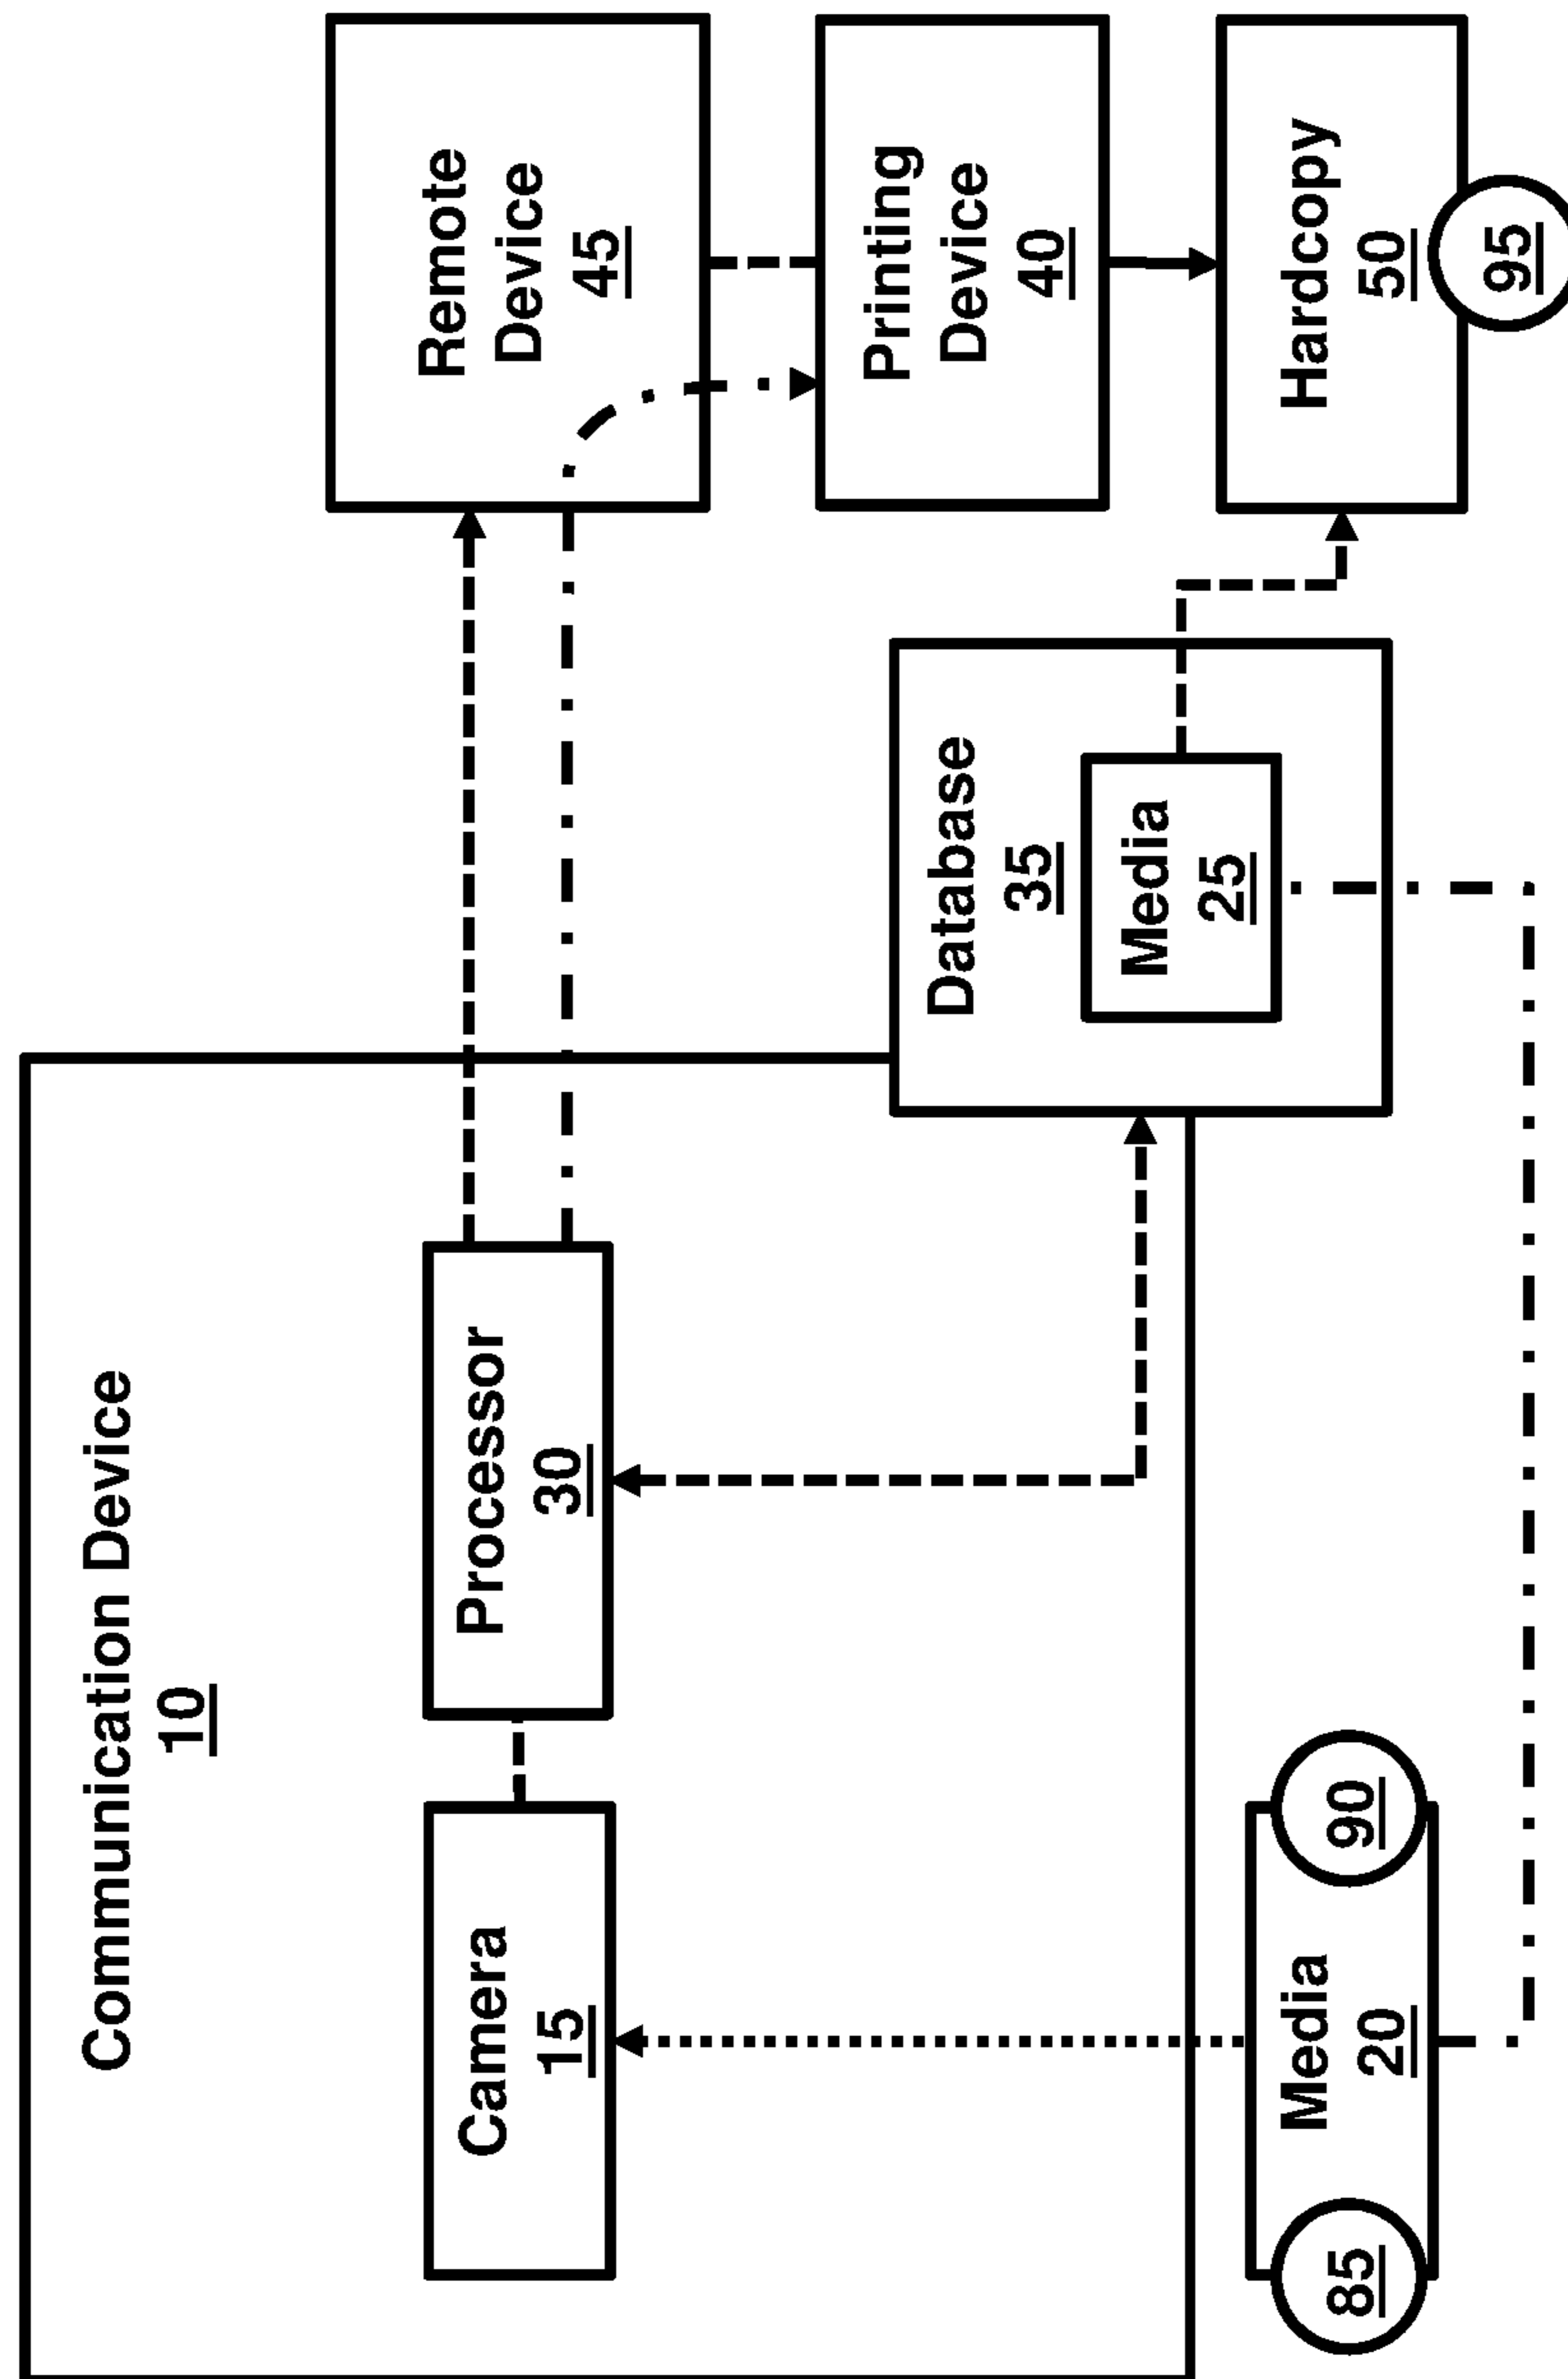 Communication Device
10
Camera
15
Processor
30
Remote
Device
45
Database
35
Media
25
Printing
Device
40
Media
20
85
90
Hardcopy
50
95